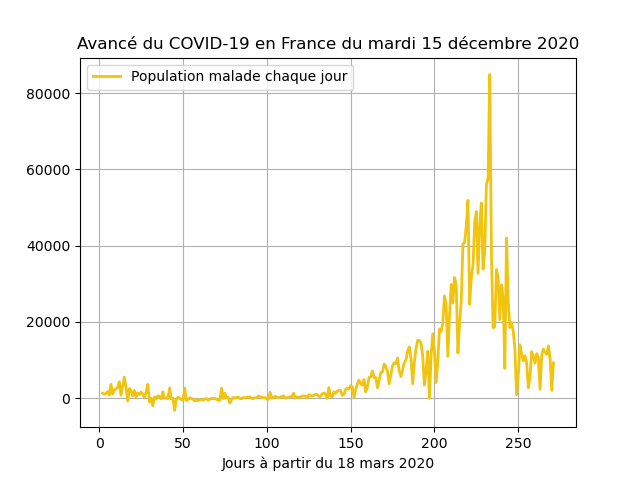 Avancé du COVID-19 en France du mardi 15 décembre 2020
Population malade chaque jour
80000
60000
40000
20000
0
0 50 100 150 200 250
Jours à partir du 18 mars 2020